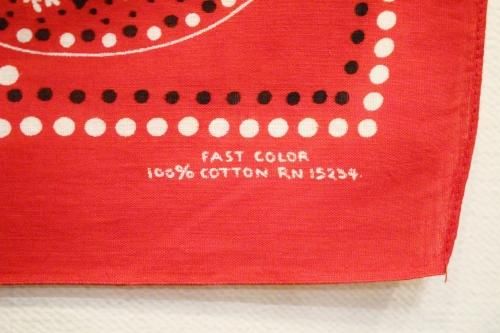 FAST COLOR
100% COTTON RN 15234